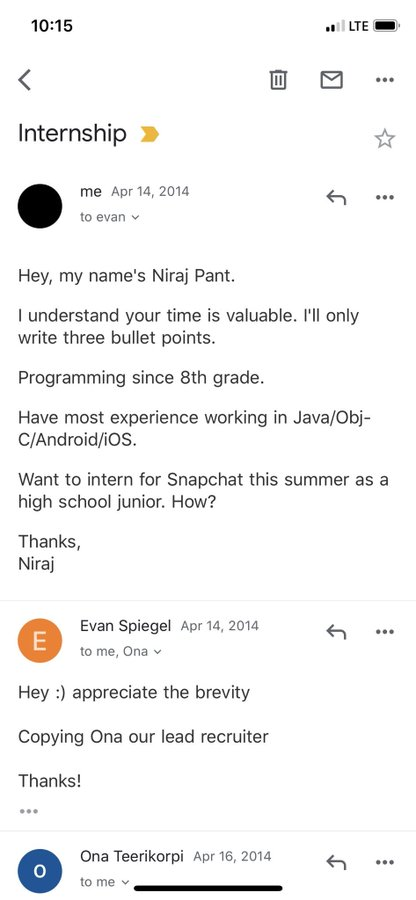 10:15
LTE
Internship
me Apr 14, 2014
to evan
Hey, my name's Niraj Pant.
I understand your time is valuable. I'll only
write three bullet points.
Programming since 8th grade.
Have most experience working in Java/Obj-
C/Android/iOS.
Want to intern for Snapchat this summer as a
high school junior. How?
Thanks,
Niraj
E
Evan Spiegel Apr 14, 2014
to me, Ona
Hey :) appreciate the brevity
Copying Ona our lead recruiter
Thanks!
O
Ona Teerikorpi Apr 16, 2014
to me